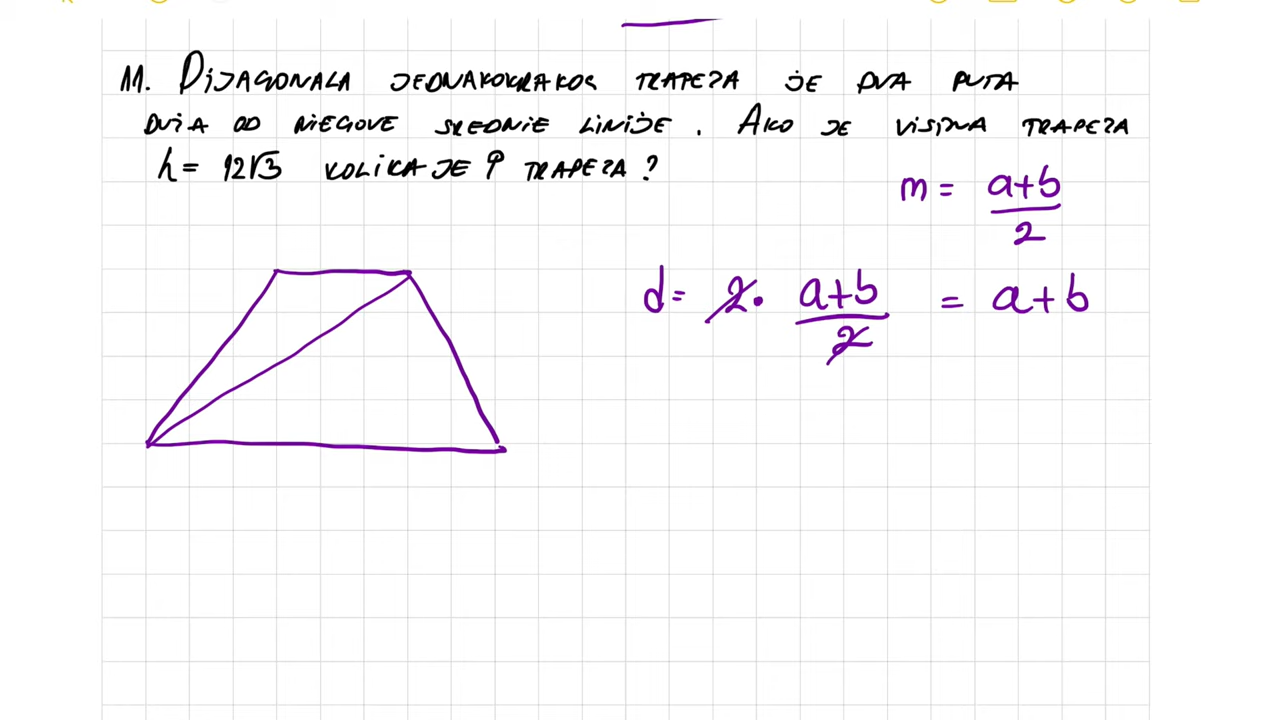 11. DIJAGONALA JEDNAKOKRAKOG TRAPEZA JE DVA PUTA
DUŽA OD NJEGOVE SREDNJE LINIJE. AKO JE VISINA TRAPEZA
h = 12√3 KOLIKA JE P TRAPEZA?
m = a+b/2
d = 2· a+b/2 = a+b